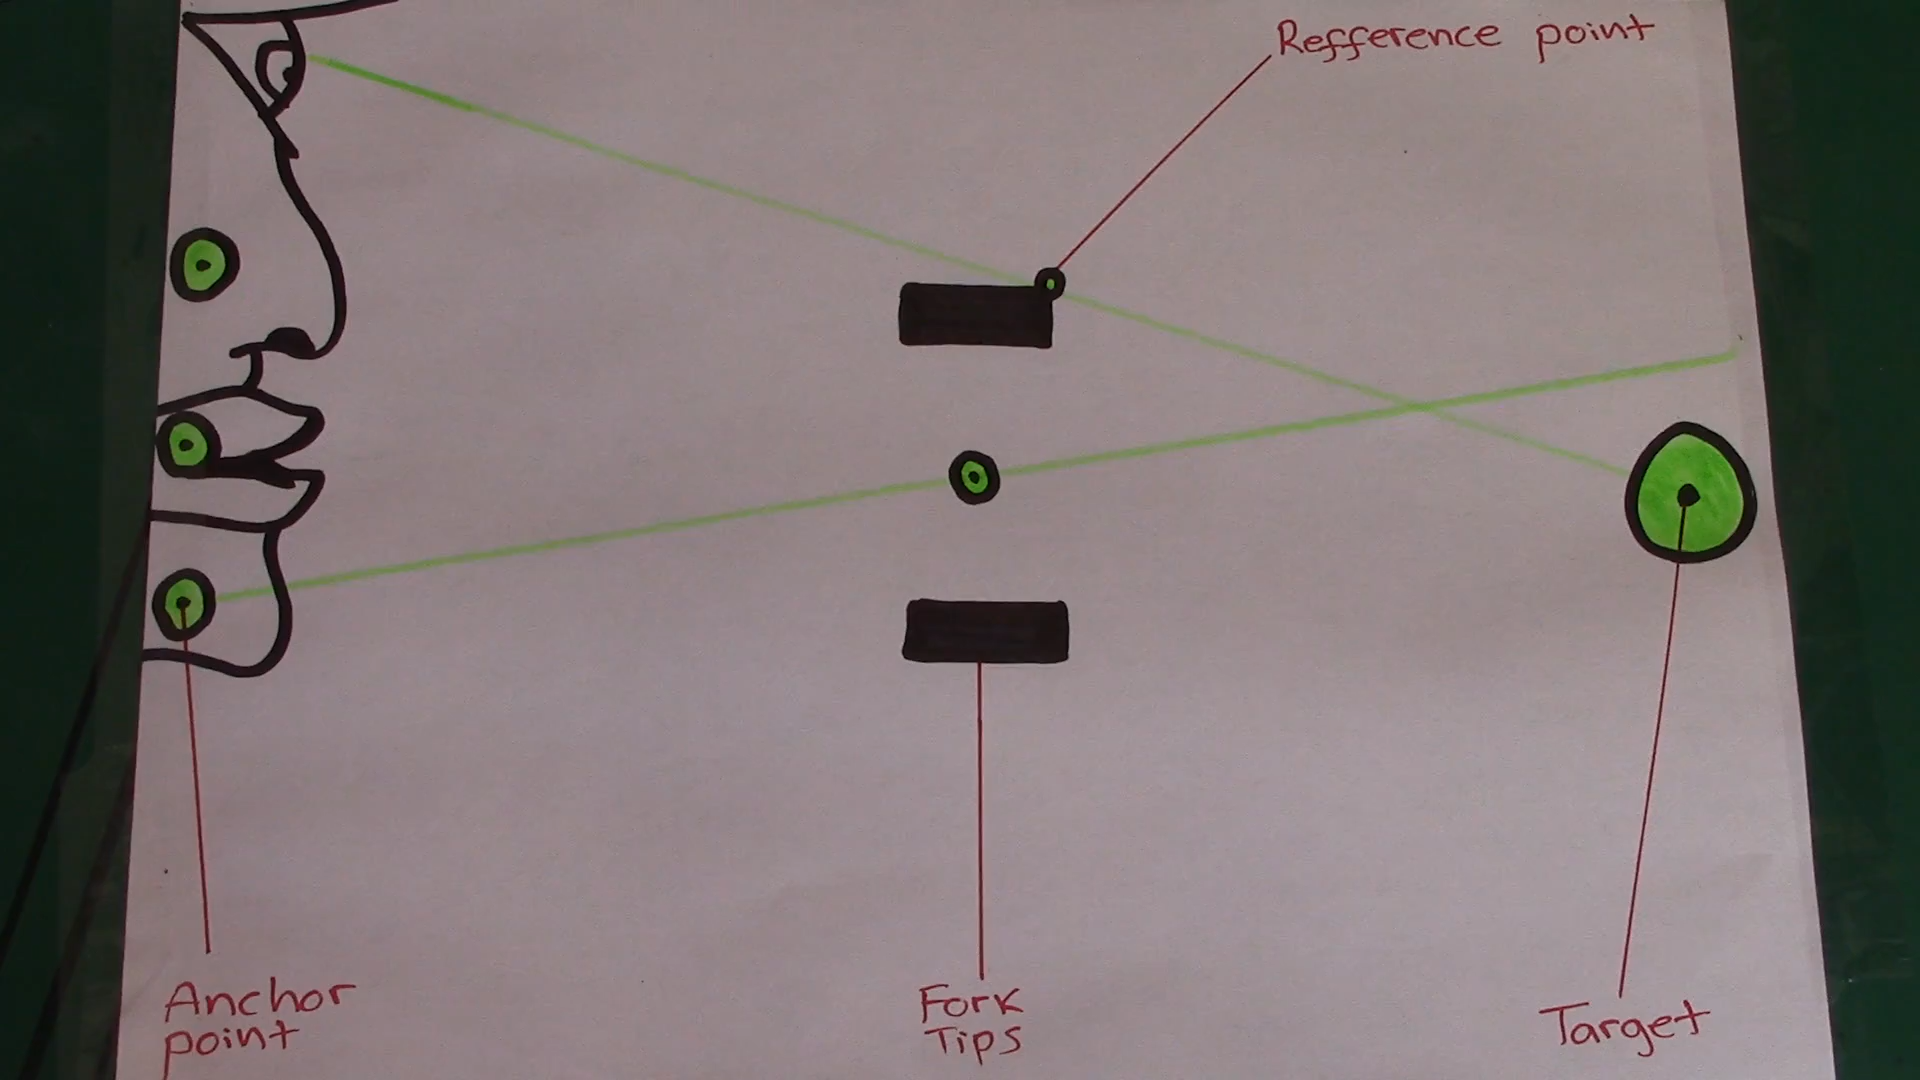 Refference point
Anchor
point
Fork
Tips
Target